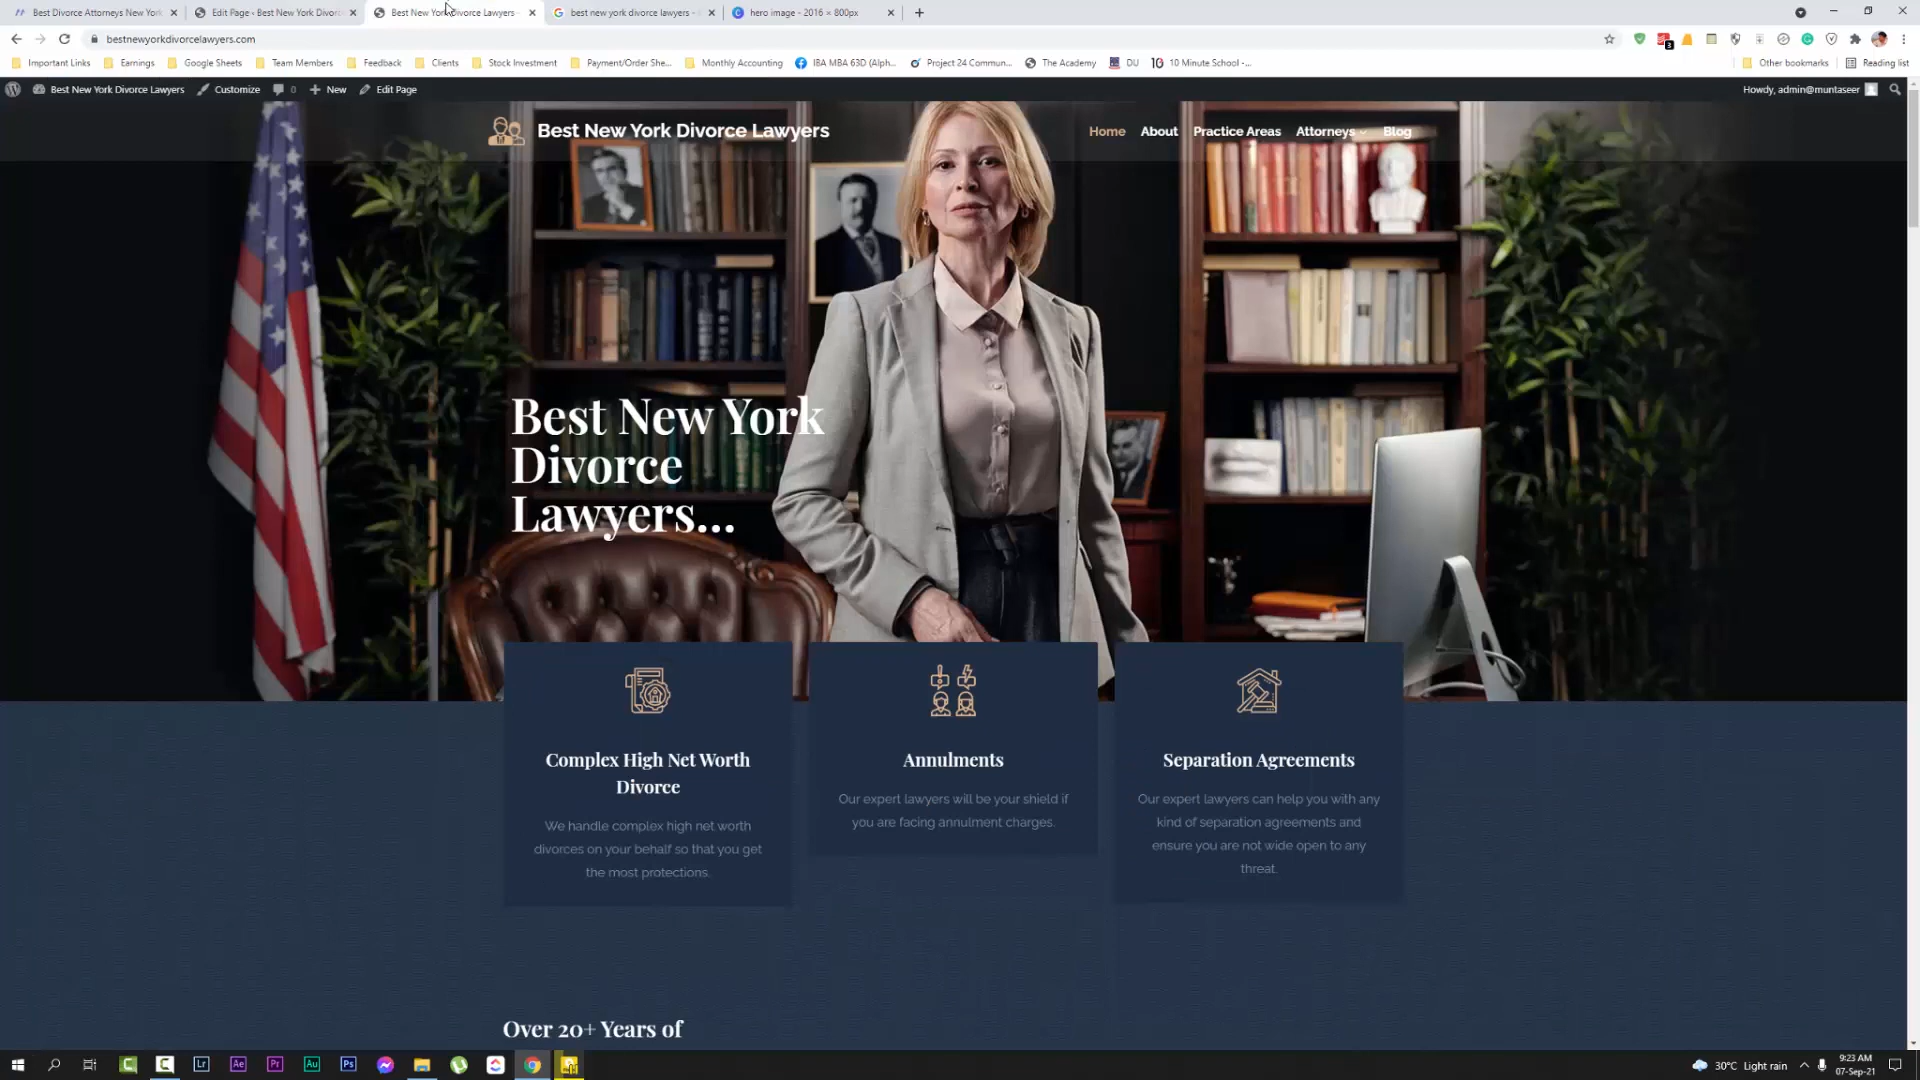 Best Divorce Attorneys New York
Edit Page ‹ Best New York Divorc
Best New York Divorce Lawyers
best new york divorce lawyers -
hero image - 2016 × 800px
bestnewyorkdivorcelawyers.com
Important Links
Earnings
Google Sheets
Team Members
Feedback
Clients
Stock Investment
Payment/Order She...
Monthly Accounting
IBA MBA 63D (Alph...
Project 24 Commun...
The Academy
DU
10 Minute School -...
Other bookmarks
Reading list
Best New York Divorce Lawyers
Customize
0
New
Edit Page
Howdy, admin@muntaseer
Best New York Divorce Lawyers
Home
About
Practice Areas
Attorneys
Blog
Best New York
Divorce
Lawyers...
Complex High Net Worth
Divorce
We handle complex high net worth
divorces on your behalf so that you get
the most protections.
Annulments
Our expert lawyers will be your shield if
you are facing annulment charges.
Separation Agreements
Our expert lawyers can help you with any
kind of separation agreements and
ensure you are not wide open to any
threat.
Over 20+ Years of
Lr
Ae
Pr
Au
Ps
30°C Light rain
9:23 AM
07-Sep-21